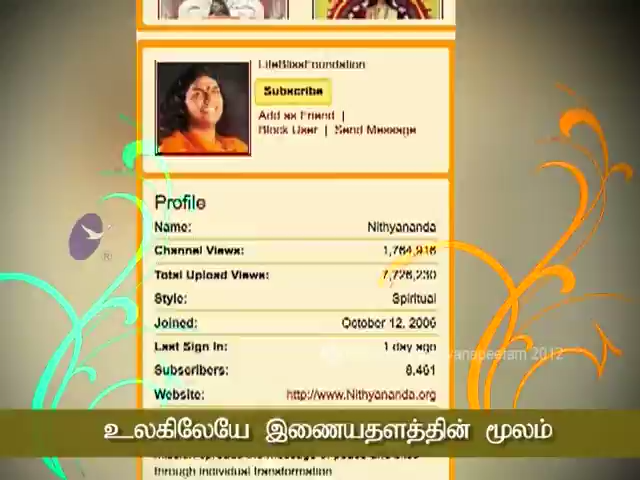 LifeBlissFoundation
Subscribe
Add as Friend |
Block User | Send Message
Profile
Name: Nithyananda
Channel Views: 1,764,916
Total Upload Views: 7,726,230
Style: Spiritual
Joined: October 12, 2006
Last Sign In: 1 day ago
2012
Subscribers: 8,461
Website: http://www.Nithyananda.org
உலகிலேயே இணையதளத்தின் மூலம்
through individual transformation